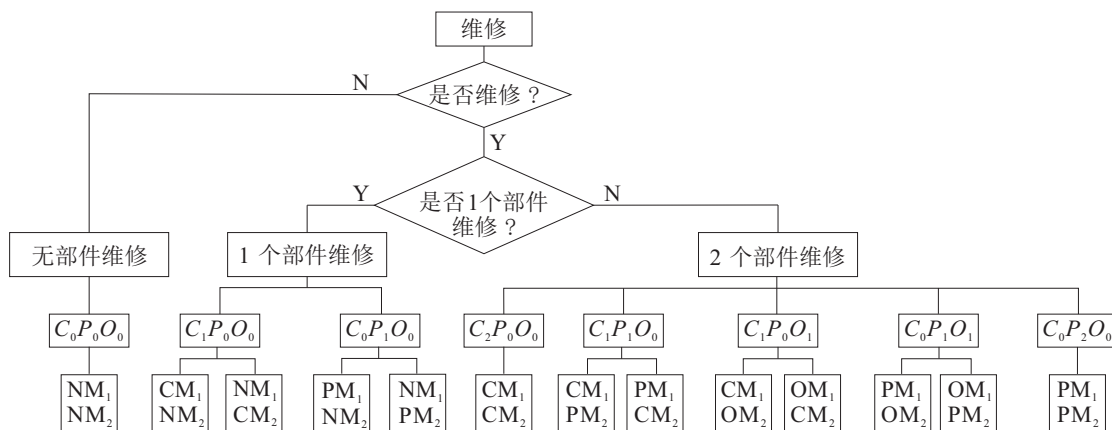 维修
N
是否维修？
Y
Y
是否1个部件
维修？
N
无部件维修
1 个部件维修
2 个部件维修
C₀P₀O₀
C₁P₀O₀
C₀P₁O₀
C₂P₀O₀
C₁P₁O₀
C₁P₀O₁
C₀P₁O₁
C₀P₂O₀
NM₁
NM₂
CM₁
NM₂
NM₁
CM₂
PM₁
NM₂
NM₁
PM₂
CM₁
CM₂
CM₁
PM₂
PM₁
CM₂
CM₁
OM₂
OM₁
CM₂
PM₁
OM₂
OM₁
PM₂
PM₁
PM₂